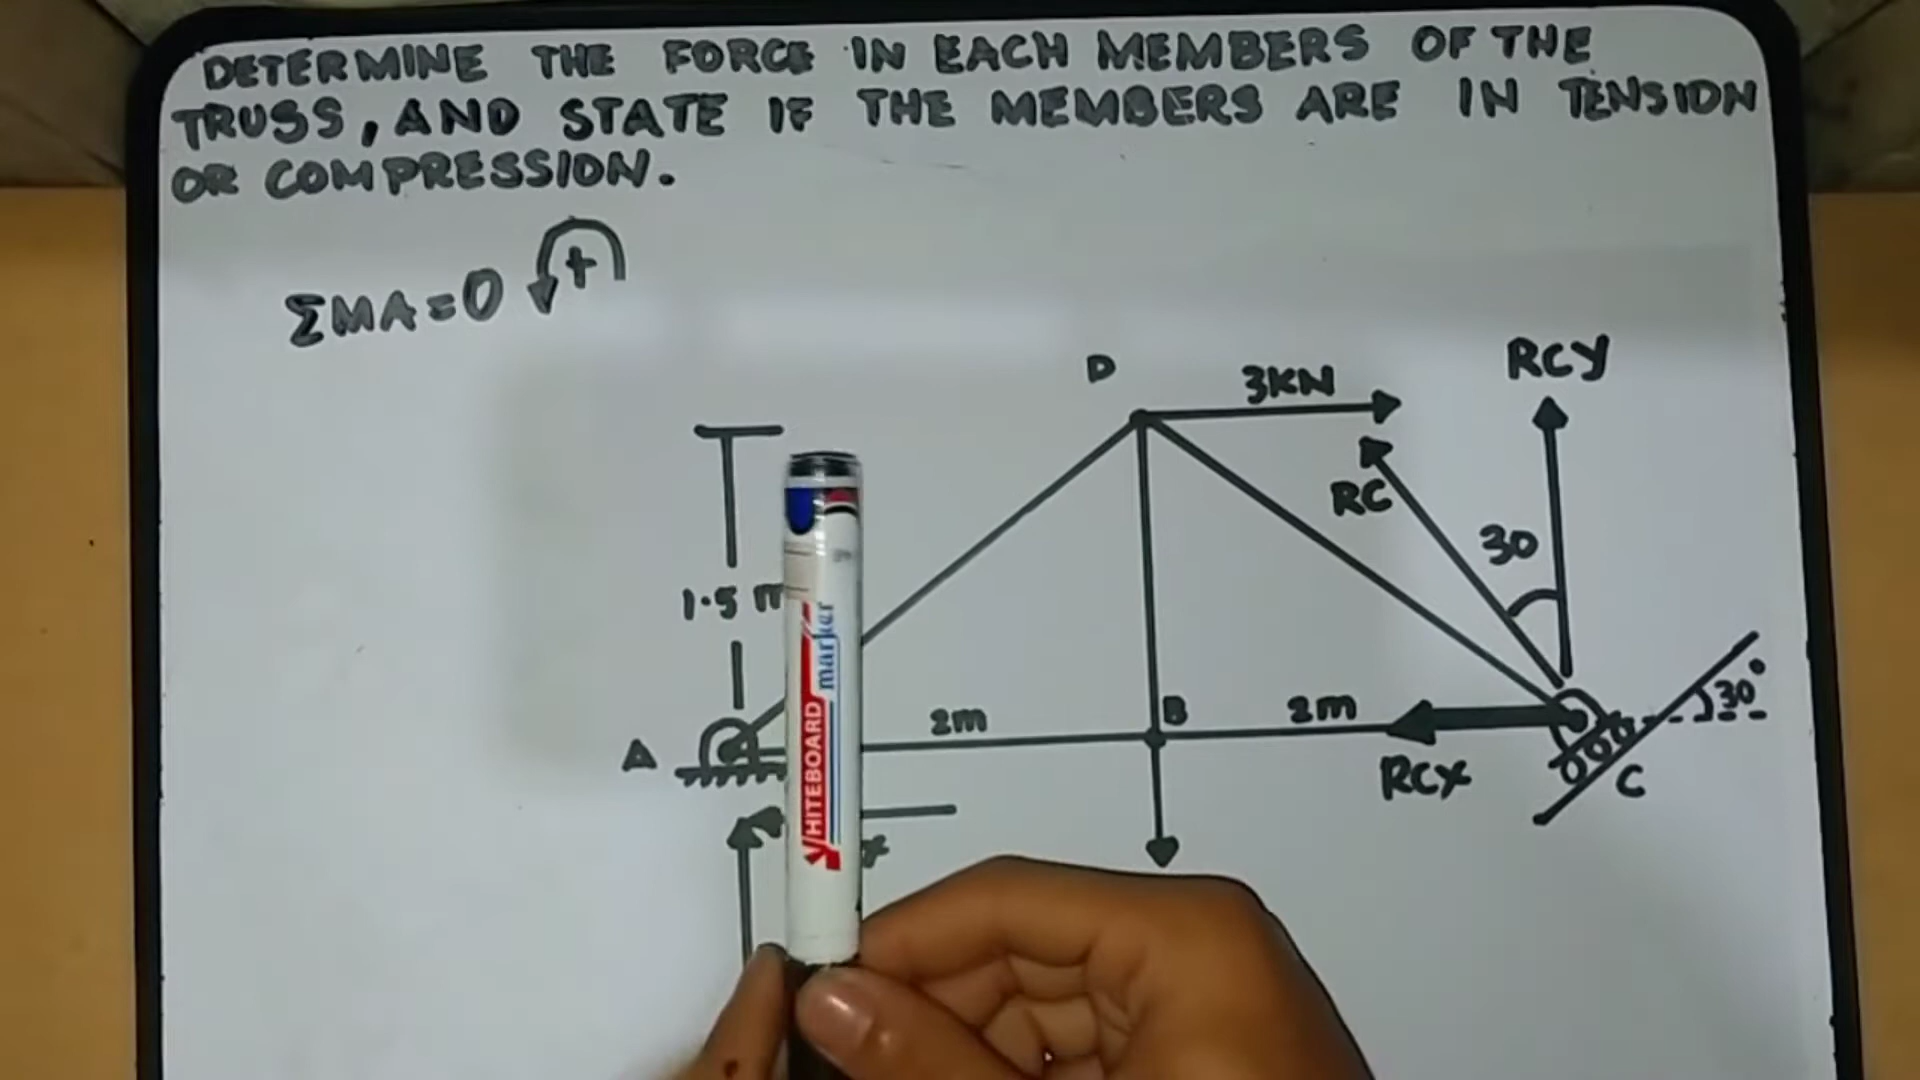 DETERMINE THE FORCE IN EACH MEMBERS OF THE
TRUSS, AND STATE IF THE MEMBERS ARE IN TENSION
OR COMPRESSION.
ΣMA=0 +
D
3KN
RCY
RC
30
1.5 m
A
2m
B
2m
RCX
30°
C
x
WHITEBOARD
marker